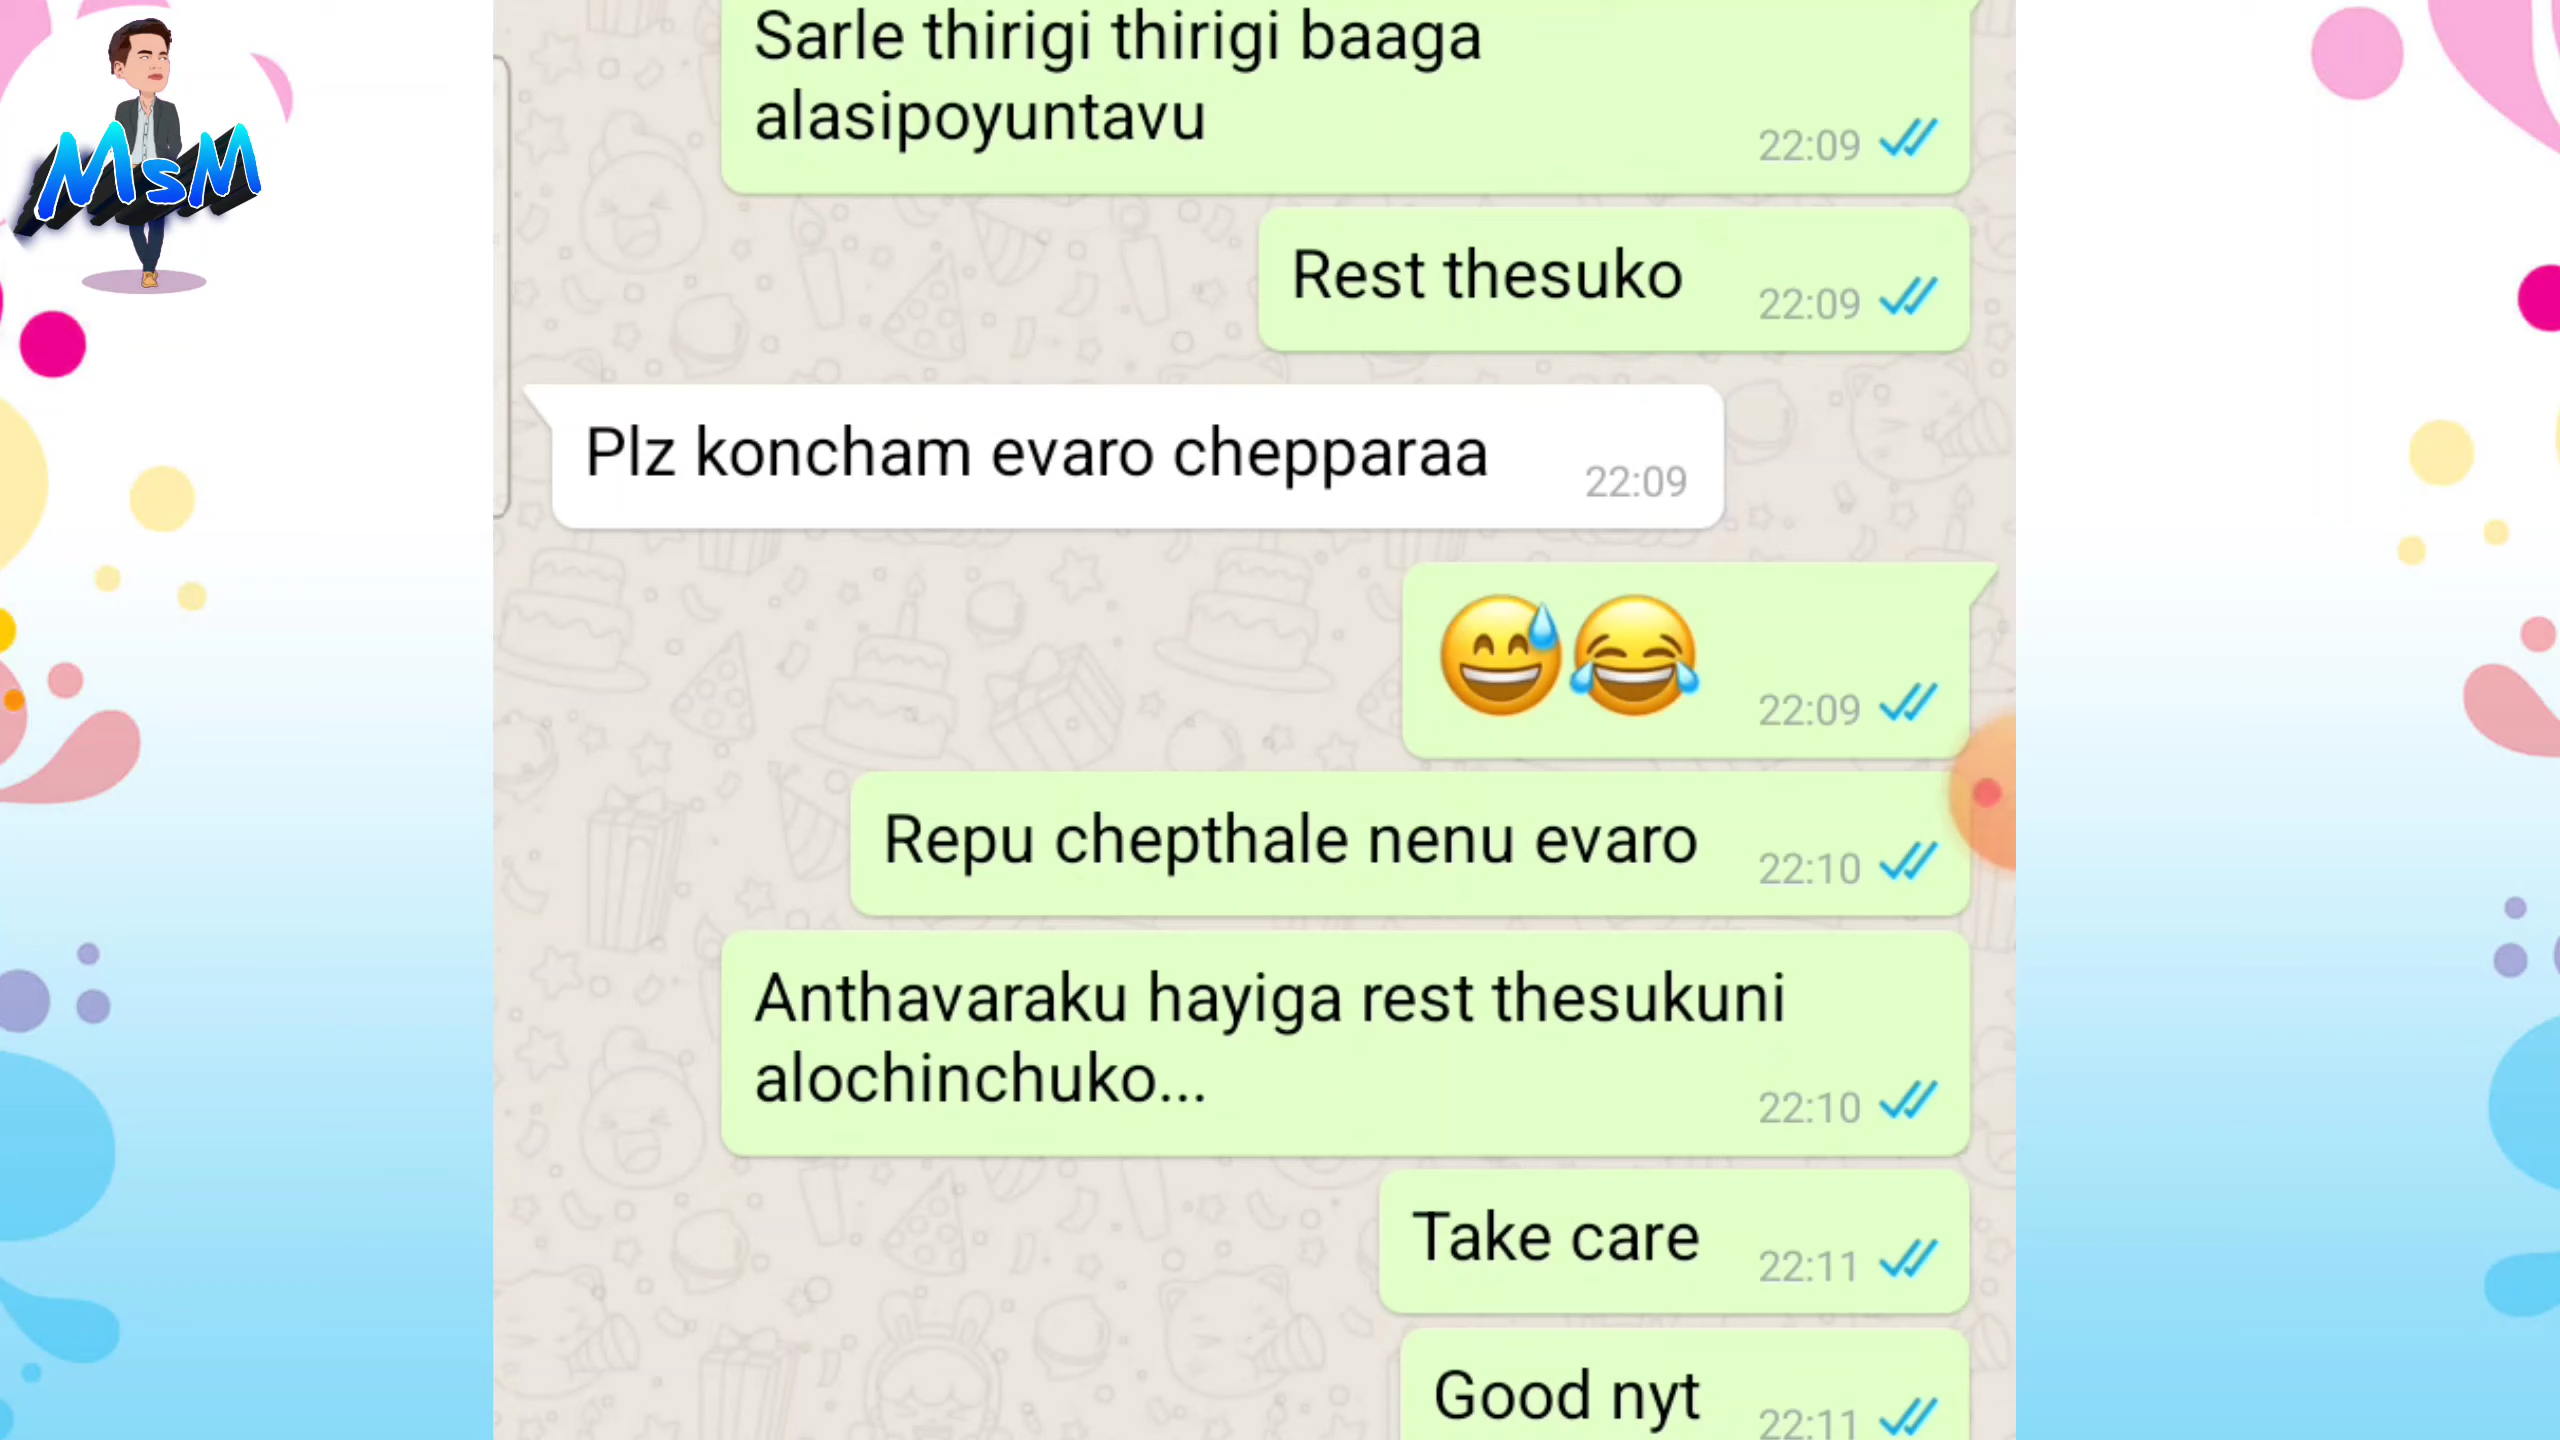 MsM
Sarle thirigi thirigi baaga
alasipoyuntavu
22:09
Rest thesuko
22:09
Plz koncham evaro chepparaa
22:09
😅😂
22:09
Repu chepthale nenu evaro
22:10
Anthavaraku hayiga rest thesukuni
alochinchuko...
22:10
Take care
22:11
Good nyt
22:11